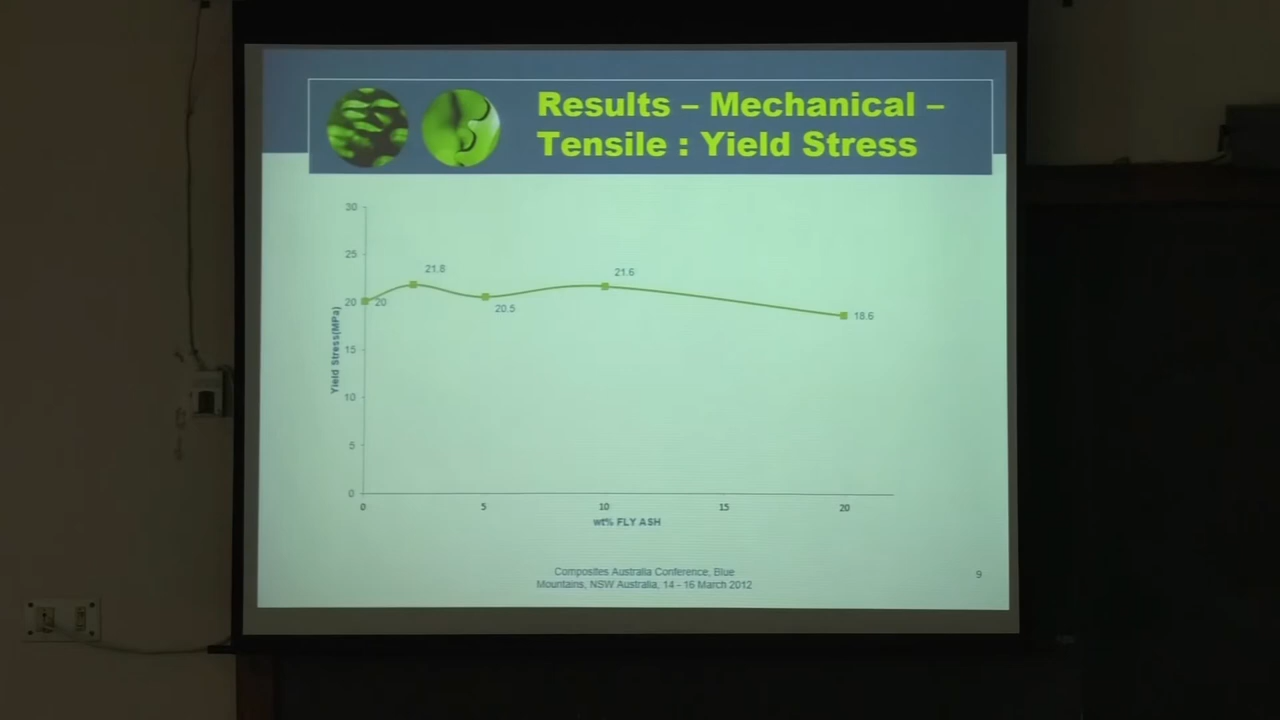 Results – Mechanical –
Tensile : Yield Stress
30
25
20
15
10
5
0
Yield Stress(MPa)
20
21.8
20.5
21.6
18.6
0 5 10 15 20
wt% FLY ASH
Composites Australia Conference, Blue
Mountains, NSW Australia, 14 - 16 March 2012
9